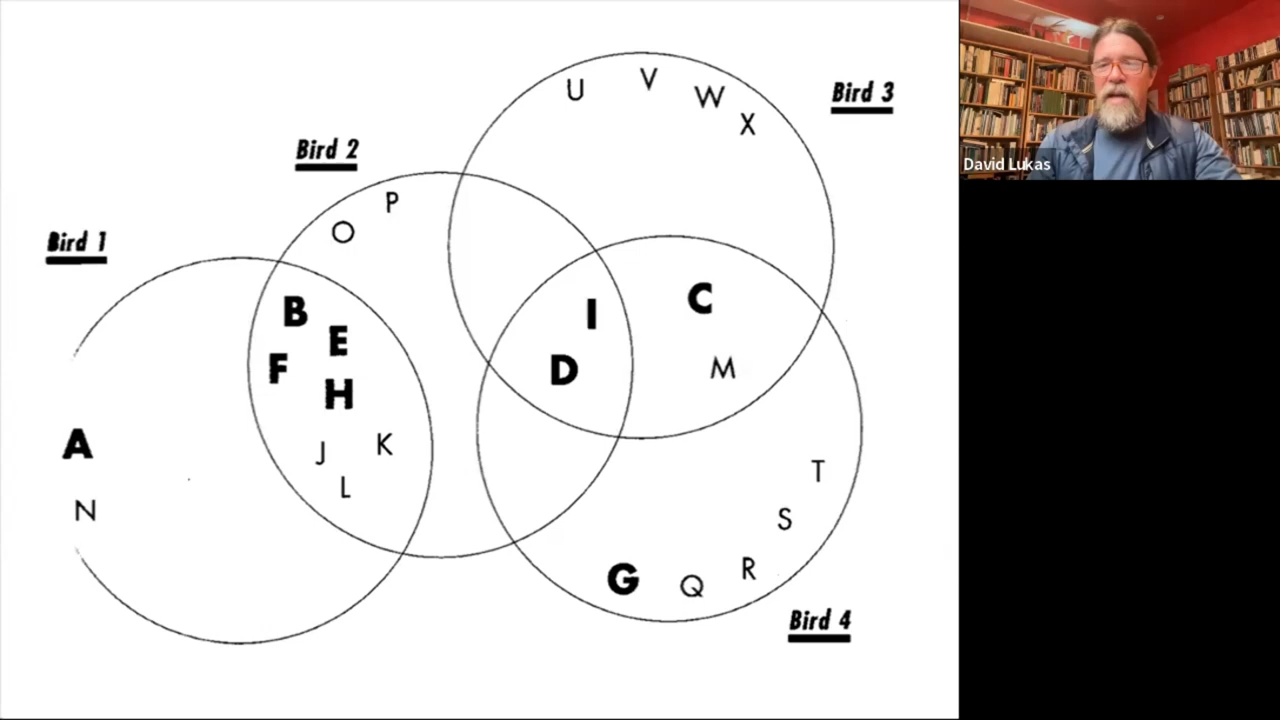 U V W X
Bird 3
Bird 2
O P
Bird 1
B E F H
I C
D M
A
J K L
N
T
S
G Q R
Bird 4
David Lukas